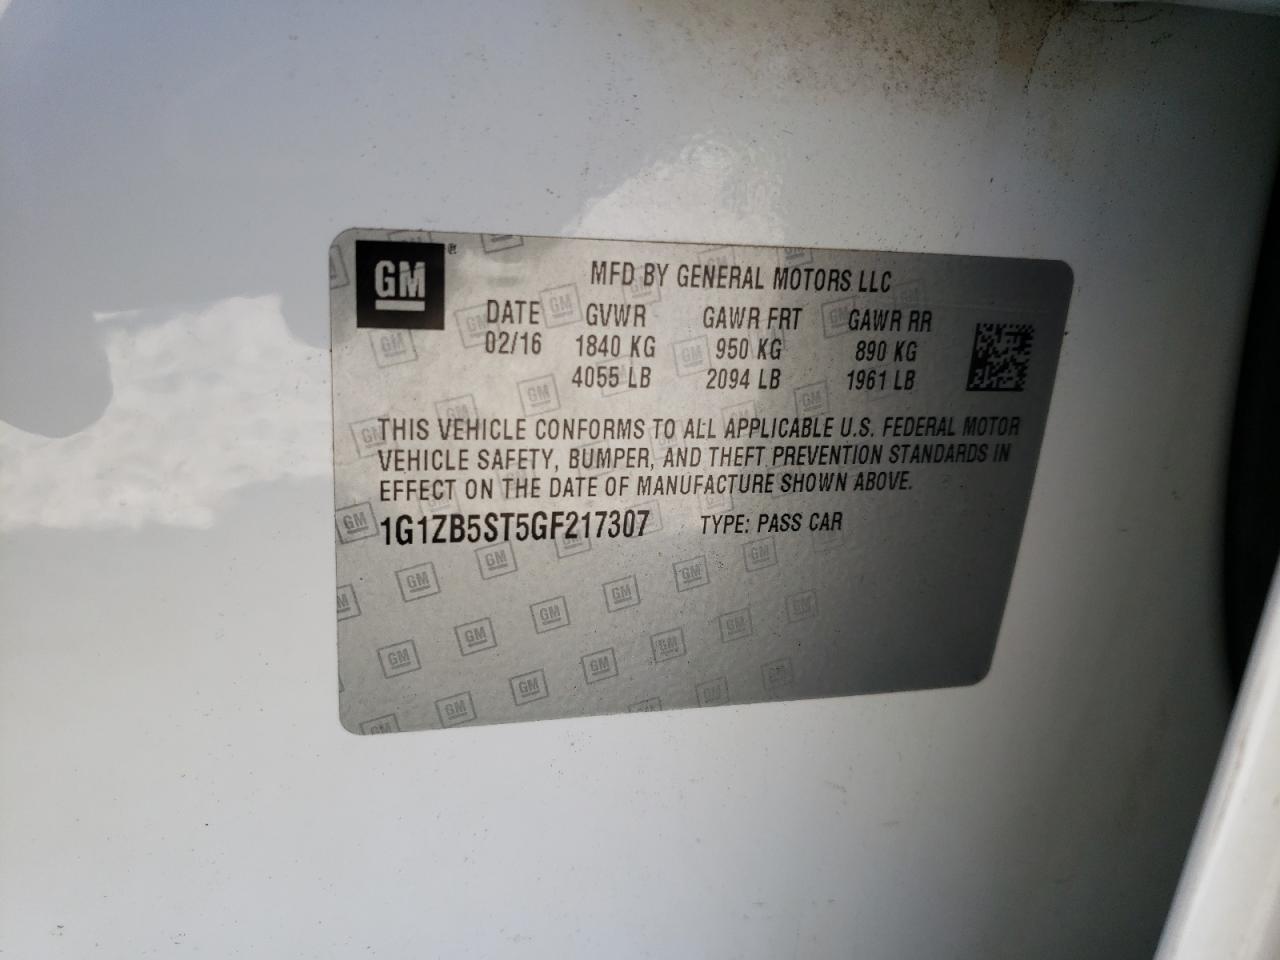 GM®
MFD BY GENERAL MOTORS LLC
DATE GVWR GAWR FRT GAWR RR
02/16 1840 KG 950 KG 890 KG
4055 LB 2094 LB 1961 LB
THIS VEHICLE CONFORMS TO ALL APPLICABLE U.S. FEDERAL MOTOR
VEHICLE SAFETY, BUMPER, AND THEFT PREVENTION STANDARDS IN
EFFECT ON THE DATE OF MANUFACTURE SHOWN ABOVE.
1G1ZB5ST5GF217307 TYPE: PASS CAR